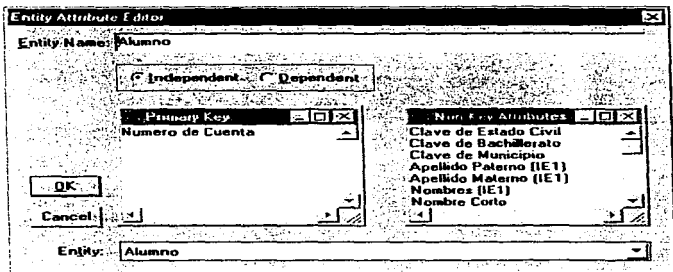 Entity Attribute Editor
Entity Name: Alumno
Independent Dependent
Primary Key
Numero de Cuenta
Non Key Attributes
Clave de Estado Civil
Clave de Bachillerato
Clave de Municipio
Apellido Paterno (IE1)
Apellido Materno (IE1)
Nombres (IE1)
Nombre Corto
OK
Cancel
Entity: Alumno